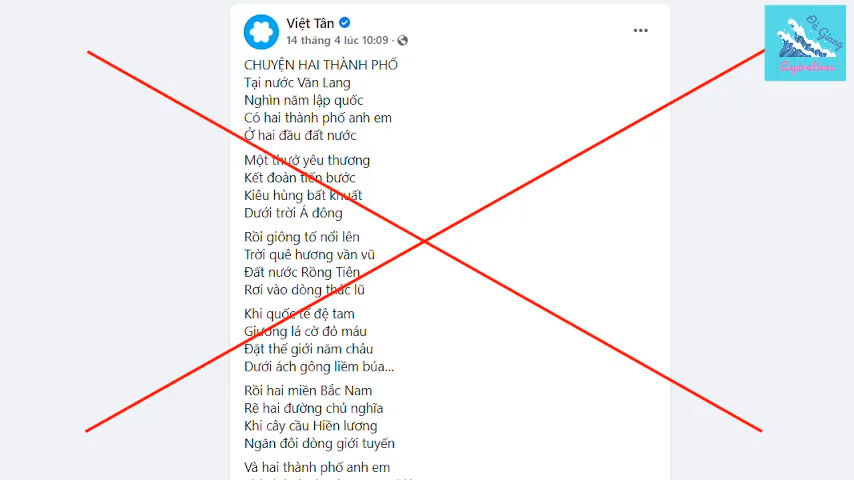 Việt Tân
14 tháng 4 lúc 10:09 ·
CHUYỆN HAI THÀNH PHỐ
Tại nước Văn Lang
Nghìn năm lập quốc
Có hai thành phố anh em
Ở hai đầu đất nước
Một thưở yêu thương
Kết đoàn tiến bước
Kiêu hùng bất khuất
Dưới trời Á đông
Rồi giông tố nổi lên
Trời quê hương vần vũ
Đất nước Rồng Tiên
Rơi vào dòng thác lũ
Khi quốc tế đệ tam
Giương lá cờ đỏ máu
Đặt thế giới năm châu
Dưới ách gông liềm búa...
Rồi hai miền Bắc Nam
Rẽ hai đường chủ nghĩa
Khi cây cầu Hiền lương
Ngăn đôi dòng giới tuyến
Và hai thành phố anh em
Đà Giang
Aspirations